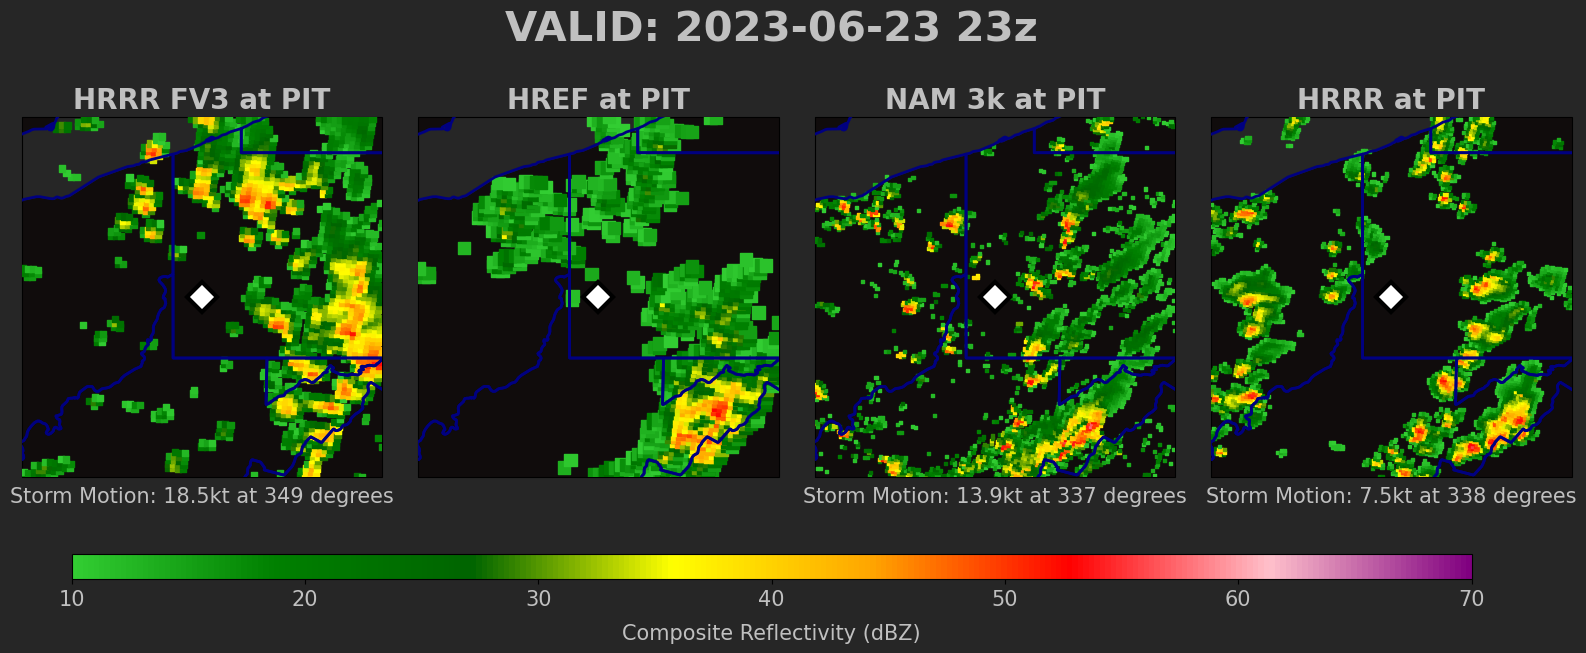 VALID: 2023-06-23 23z
HRRR FV3 at PIT
HREF at PIT
NAM 3k at PIT
HRRR at PIT
Storm Motion: 18.5kt at 349 degrees
Storm Motion: 13.9kt at 337 degrees
Storm Motion: 7.5kt at 338 degrees
10 20 30 40 50 60 70
Composite Reflectivity (dBZ)